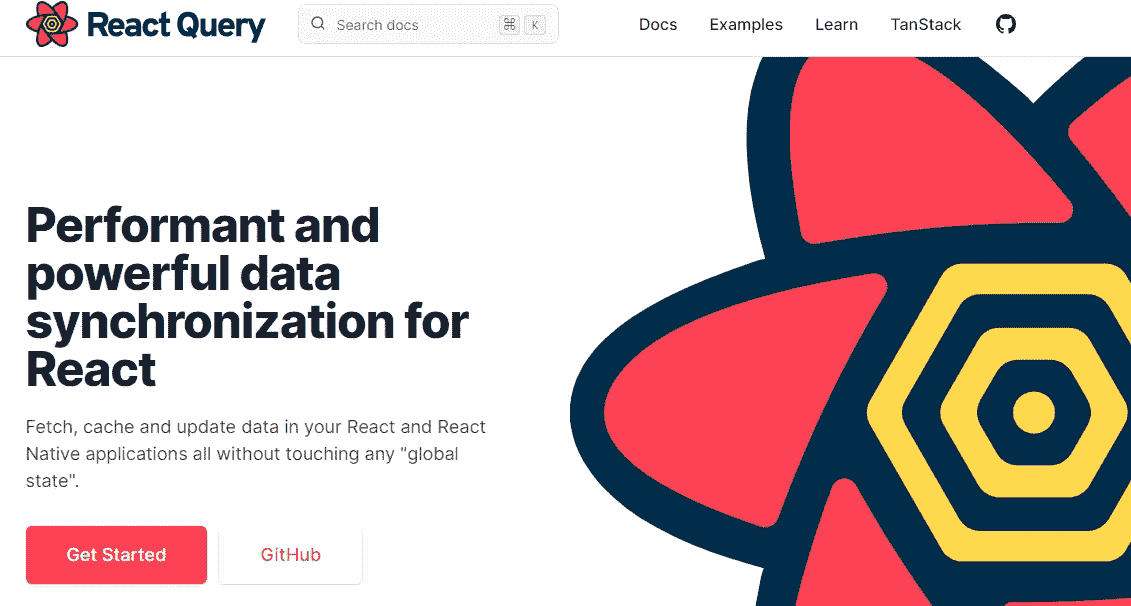 React Query
Search docs
⌘ K
Docs
Examples
Learn
TanStack
Performant and
powerful data
synchronization for
React
Fetch, cache and update data in your React and React
Native applications all without touching any "global
state".
Get Started
GitHub